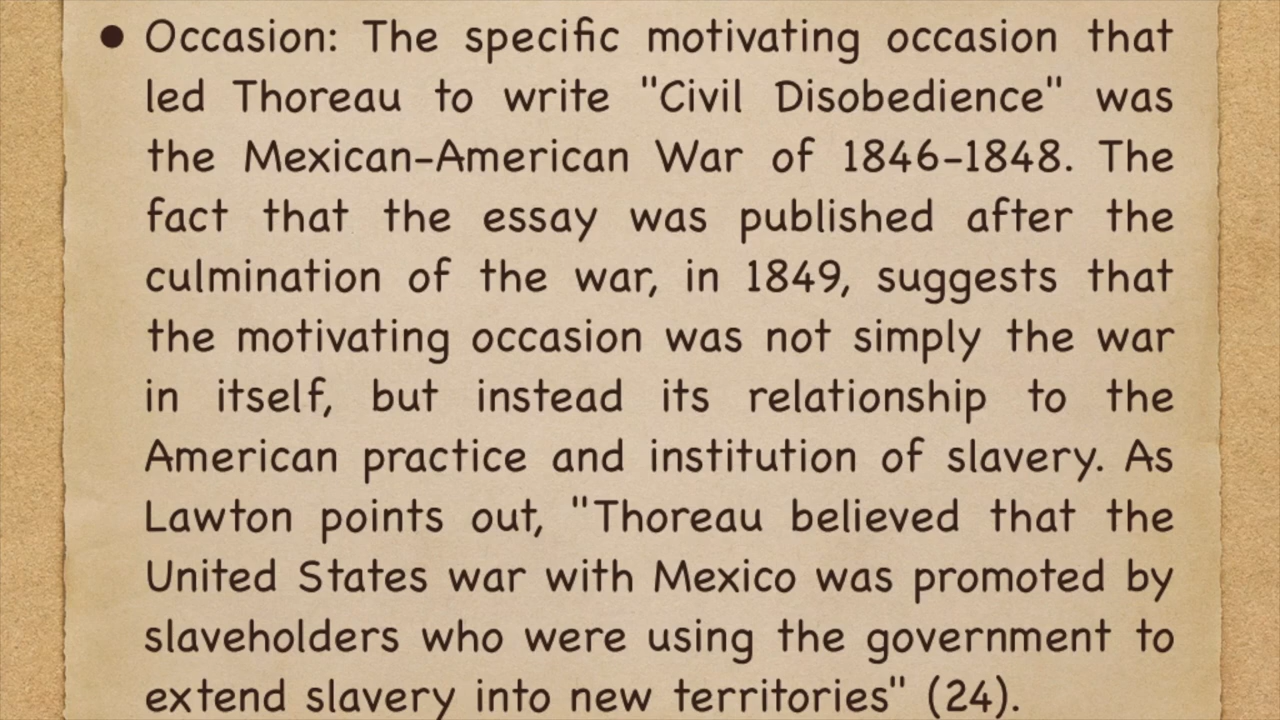 • Occasion: The specific motivating occasion that
led Thoreau to write "Civil Disobedience" was
the Mexican-American War of 1846-1848. The
fact that the essay was published after the
culmination of the war, in 1849, suggests that
the motivating occasion was not simply the war
in itself, but instead its relationship to the
American practice and institution of slavery. As
Lawton points out, "Thoreau believed that the
United States war with Mexico was promoted by
slaveholders who were using the government to
extend slavery into new territories" (24).